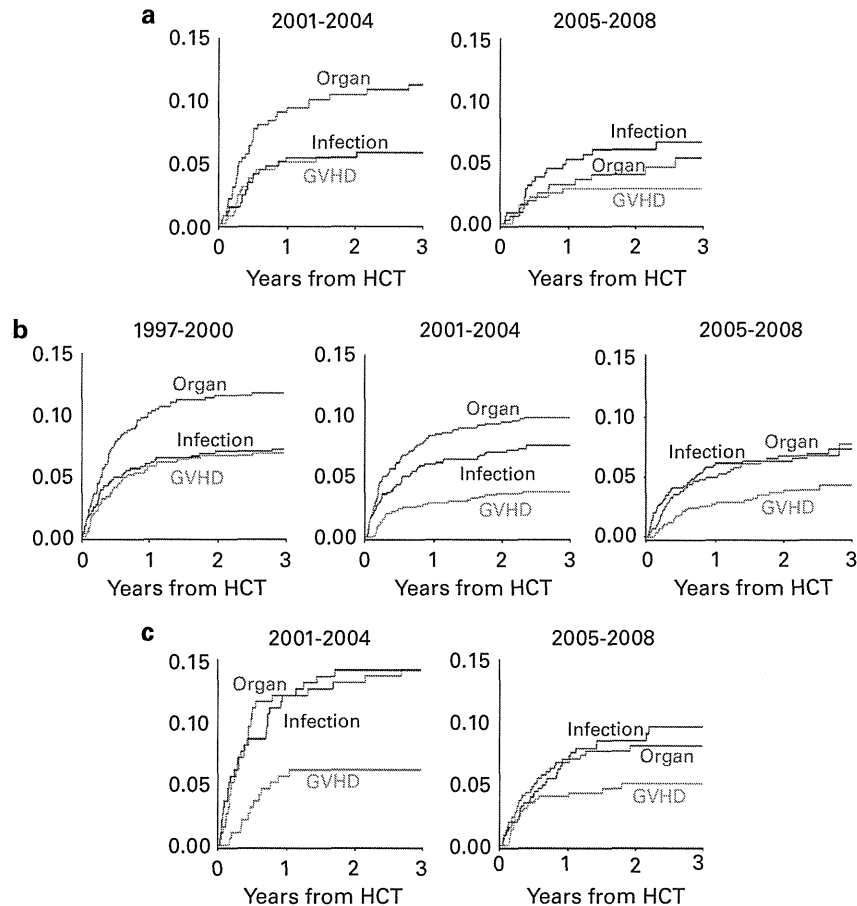 a
2001-2004
0.15
0.10
0.05
0.00
Organ
Infection
GVHD
0 1 2 3
Years from HCT
2005-2008
0.15
0.10
0.05
0.00
Infection
Organ
GVHD
0 1 2 3
Years from HCT
b
1997-2000
0.15
0.10
0.05
0.00
Organ
Infection
GVHD
0 1 2 3
Years from HCT
2001-2004
0.15
0.10
0.05
0.00
Organ
Infection
GVHD
0 1 2 3
Years from HCT
2005-2008
0.15
0.10
0.05
0.00
Infection
Organ
GVHD
0 1 2 3
Years from HCT
c
2001-2004
0.15
0.10
0.05
0.00
Organ
Infection
GVHD
0 1 2 3
Years from HCT
2005-2008
0.15
0.10
0.05
0.00
Infection
Organ
GVHD
0 1 2 3
Years from HCT